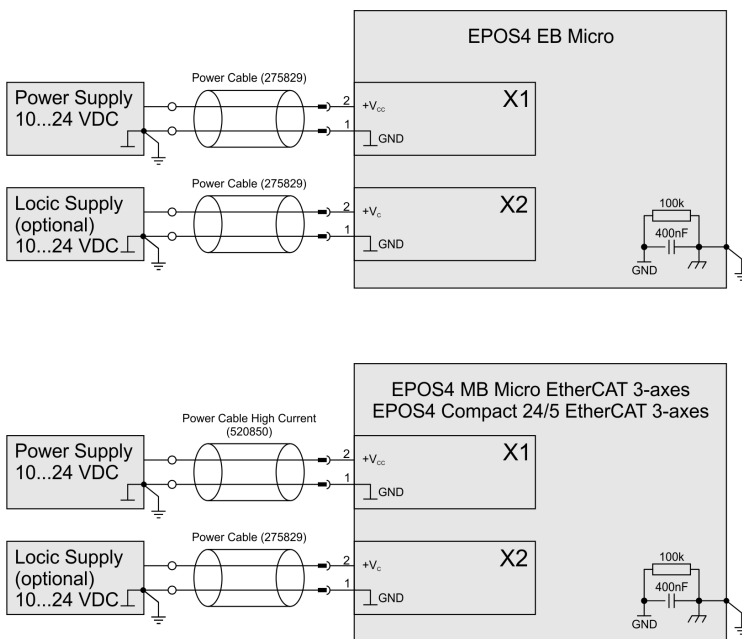 EPOS4 EB Micro
Power Cable (275829)
Power Supply
10...24 VDC
2
+Vcc
X1
1
GND
Power Cable (275829)
Locic Supply
(optional)
10...24 VDC
2
+Vc
X2
1
GND
100k
400nF
GND
EPOS4 MB Micro EtherCAT 3-axes
EPOS4 Compact 24/5 EtherCAT 3-axes
Power Cable High Current
(520850)
Power Supply
10...24 VDC
2
+Vcc
X1
1
GND
Power Cable (275829)
Locic Supply
(optional)
10...24 VDC
2
+Vc
X2
1
GND
100k
400nF
GND